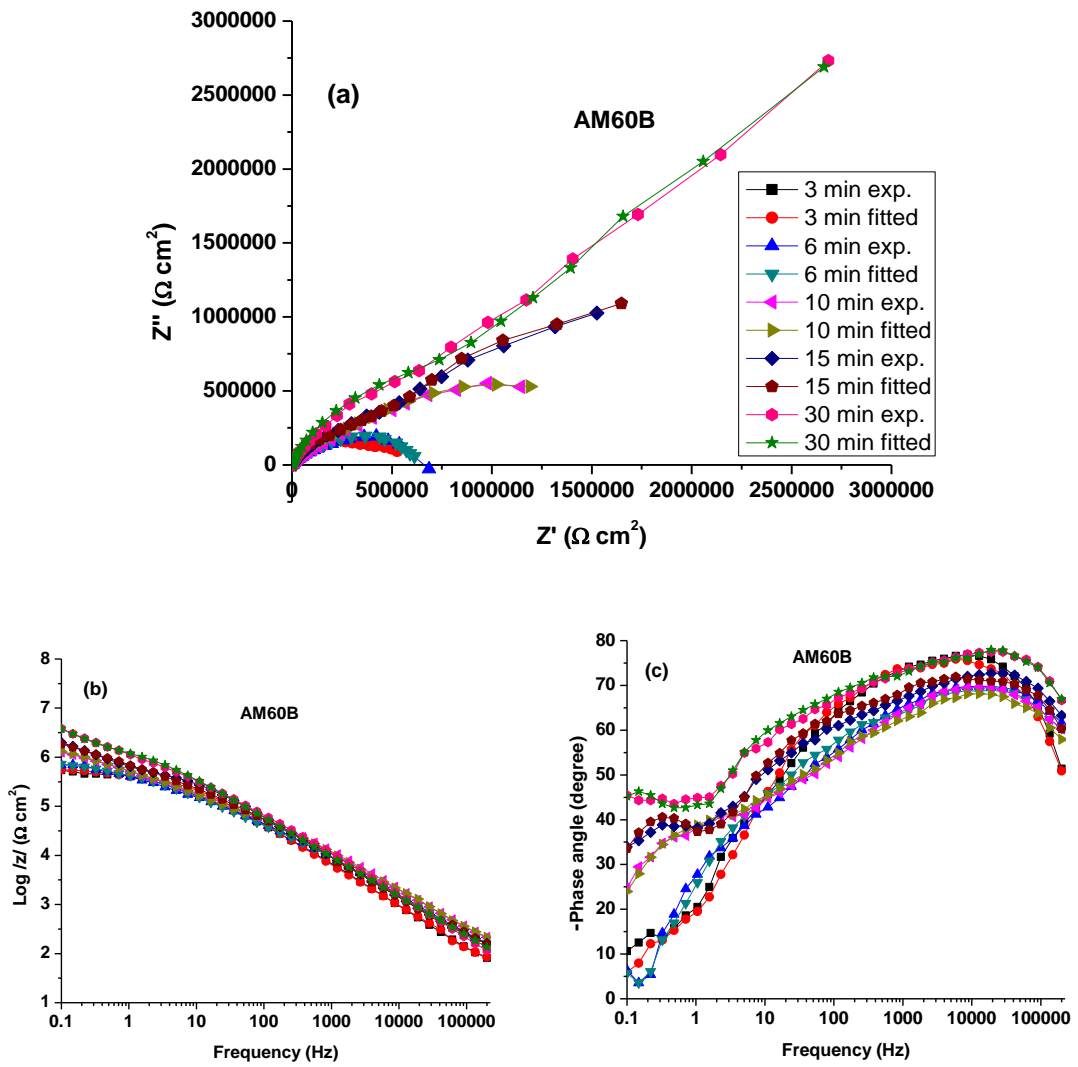 3000000
(a)
AM60B
2500000
2000000
1500000
1000000
500000
0
Z'' (Ω cm²)
0 500000 1000000 1500000 2000000 2500000 3000000
Z' (Ω cm²)
3 min exp.
3 min fitted
6 min exp.
6 min fitted
10 min exp.
10 min fitted
15 min exp.
15 min fitted
30 min exp.
30 min fitted
8
7
6
5
4
3
2
1
(b)
AM60B
Log /z/ (Ω cm²)
0.1 1 10 100 1000 10000 100000
Frequency (Hz)
80
70
60
50
40
30
20
10
0
AM60B
(c)
-Phase angle (degree)
0.1 1 10 100 1000 10000 100000
Frequency (Hz)